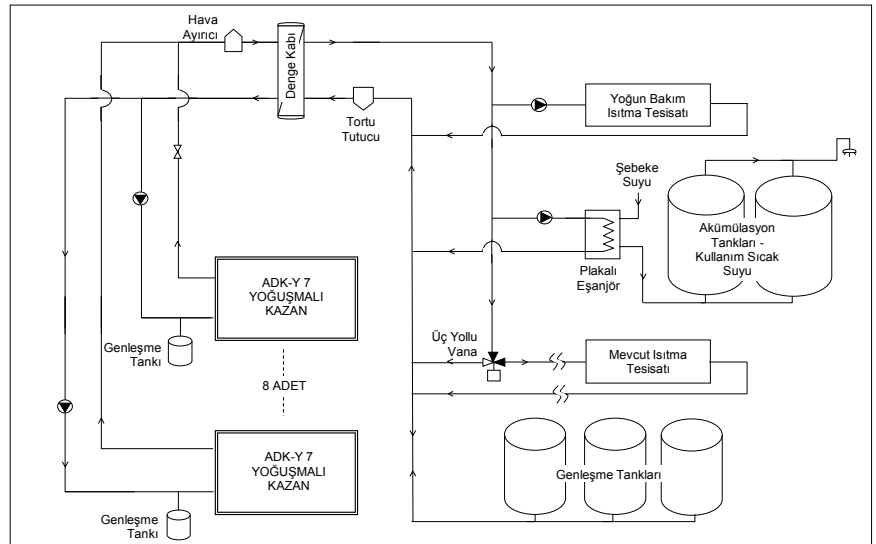 Hava
Ayırıcı
Denge Kabı
Tortu
Tutucu
Yoğun Bakım
Isıtma Tesisatı
Şebeke
Suyu
Plakalı
Eşanjör
Akümülasyon
Tankları -
Kullanım Sıcak
Suyu
ADK-Y 7
YOĞUŞMALI
KAZAN
Genleşme
Tankı
8 ADET
Üç Yollu
Vana
Mevcut Isıtma
Tesisatı
ADK-Y 7
YOĞUŞMALI
KAZAN
Genleşme
Tankı
Genleşme Tankları